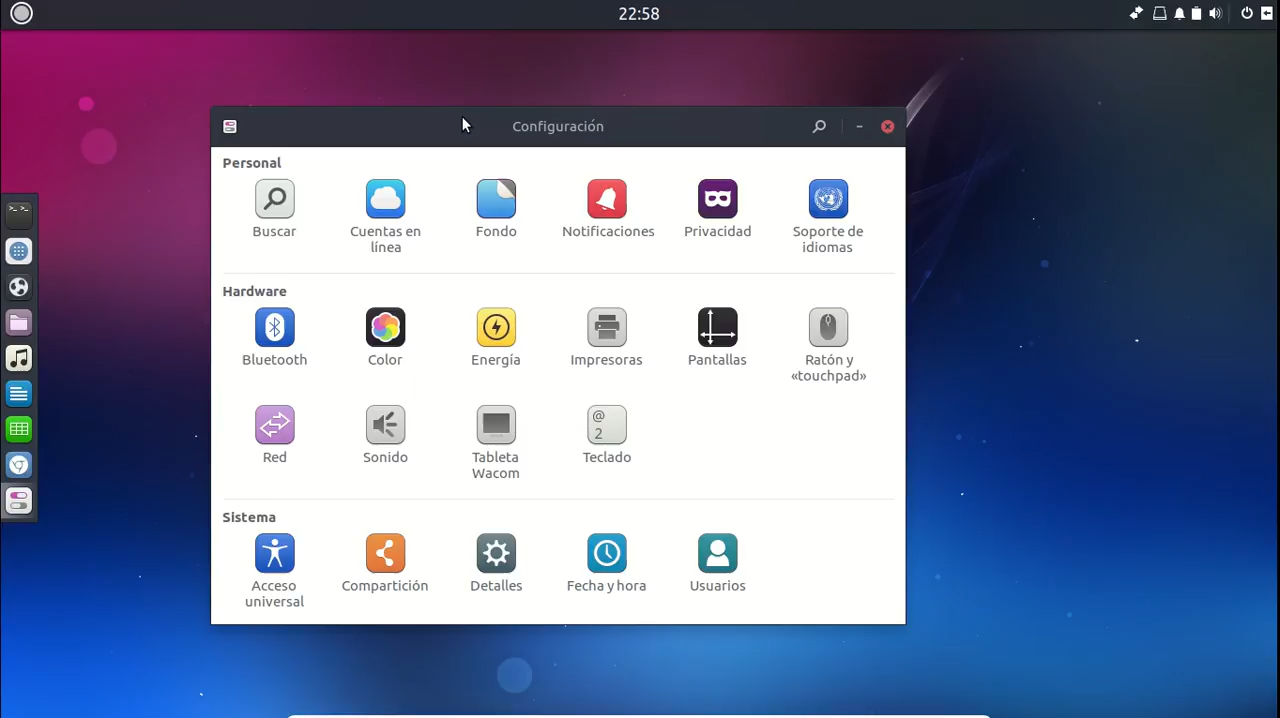 22:58
Configuración
Personal
Buscar
Cuentas en
línea
Fondo
Notificaciones
Privacidad
Soporte de
idiomas
Hardware
Bluetooth
Color
Energía
Impresoras
Pantallas
Ratón y
«touchpad»
Red
Sonido
Tableta
Wacom
@
2
Teclado
Sistema
Acceso
universal
Compartición
Detalles
Fecha y hora
Usuarios